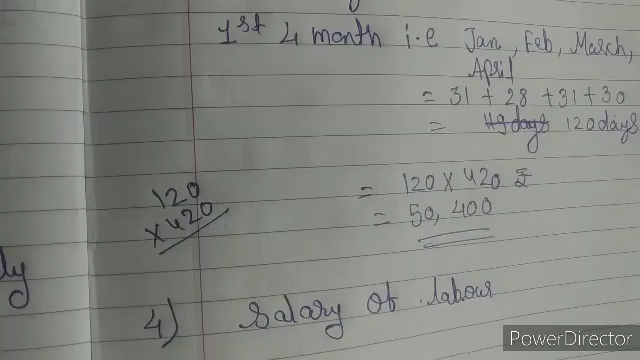 1st 4 month i.e Jan, Feb, March,
April
= 31 + 28 + 31 + 30
= 119 days 120 days
= 120 x 420 ₹
= 50,400
120
x 420
ly
4) Salary of labour
PowerDirector